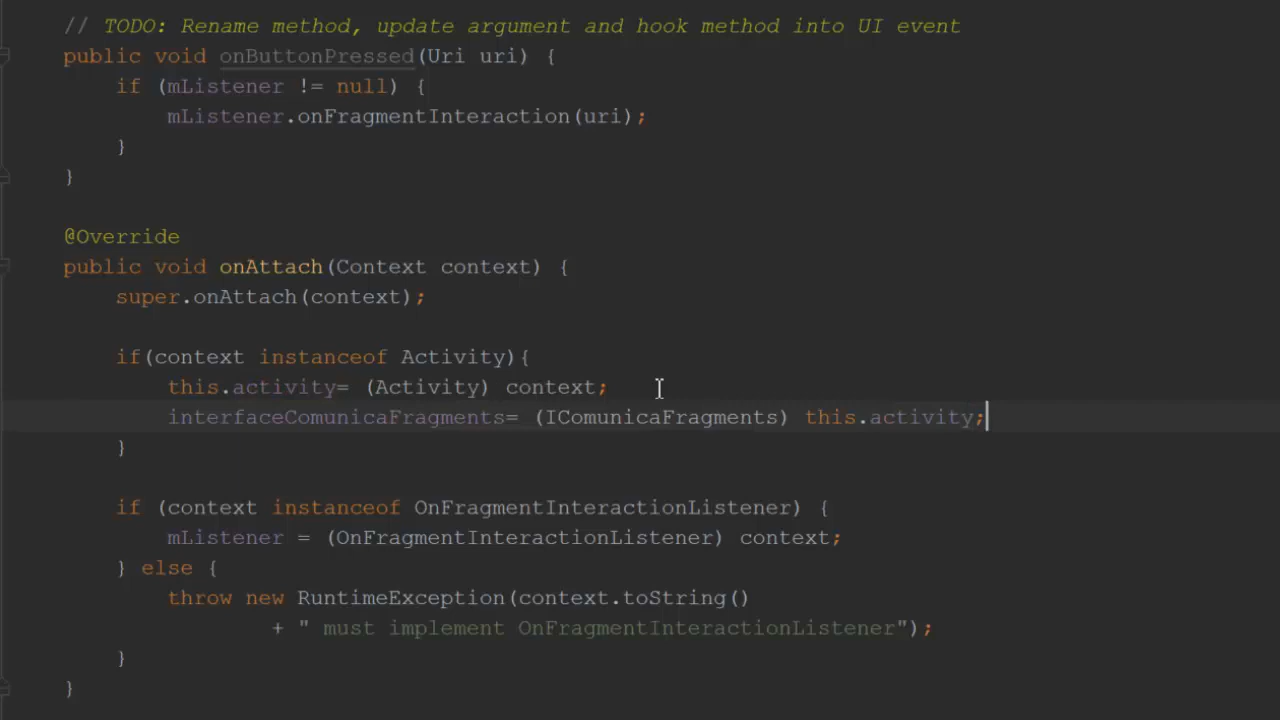 // TODO: Rename method, update argument and hook method into UI event
public void onButtonPressed(Uri uri) {
if (mListener != null) {
mListener.onFragmentInteraction(uri);
}
}
@Override
public void onAttach(Context context) {
super.onAttach(context);
if(context instanceof Activity){
this.activity= (Activity) context;
interfaceComunicaFragments= (IComunicaFragments) this.activity;
}
if (context instanceof OnFragmentInteractionListener) {
mListener = (OnFragmentInteractionListener) context;
} else {
throw new RuntimeException(context.toString()
+ " must implement OnFragmentInteractionListener");
}
}